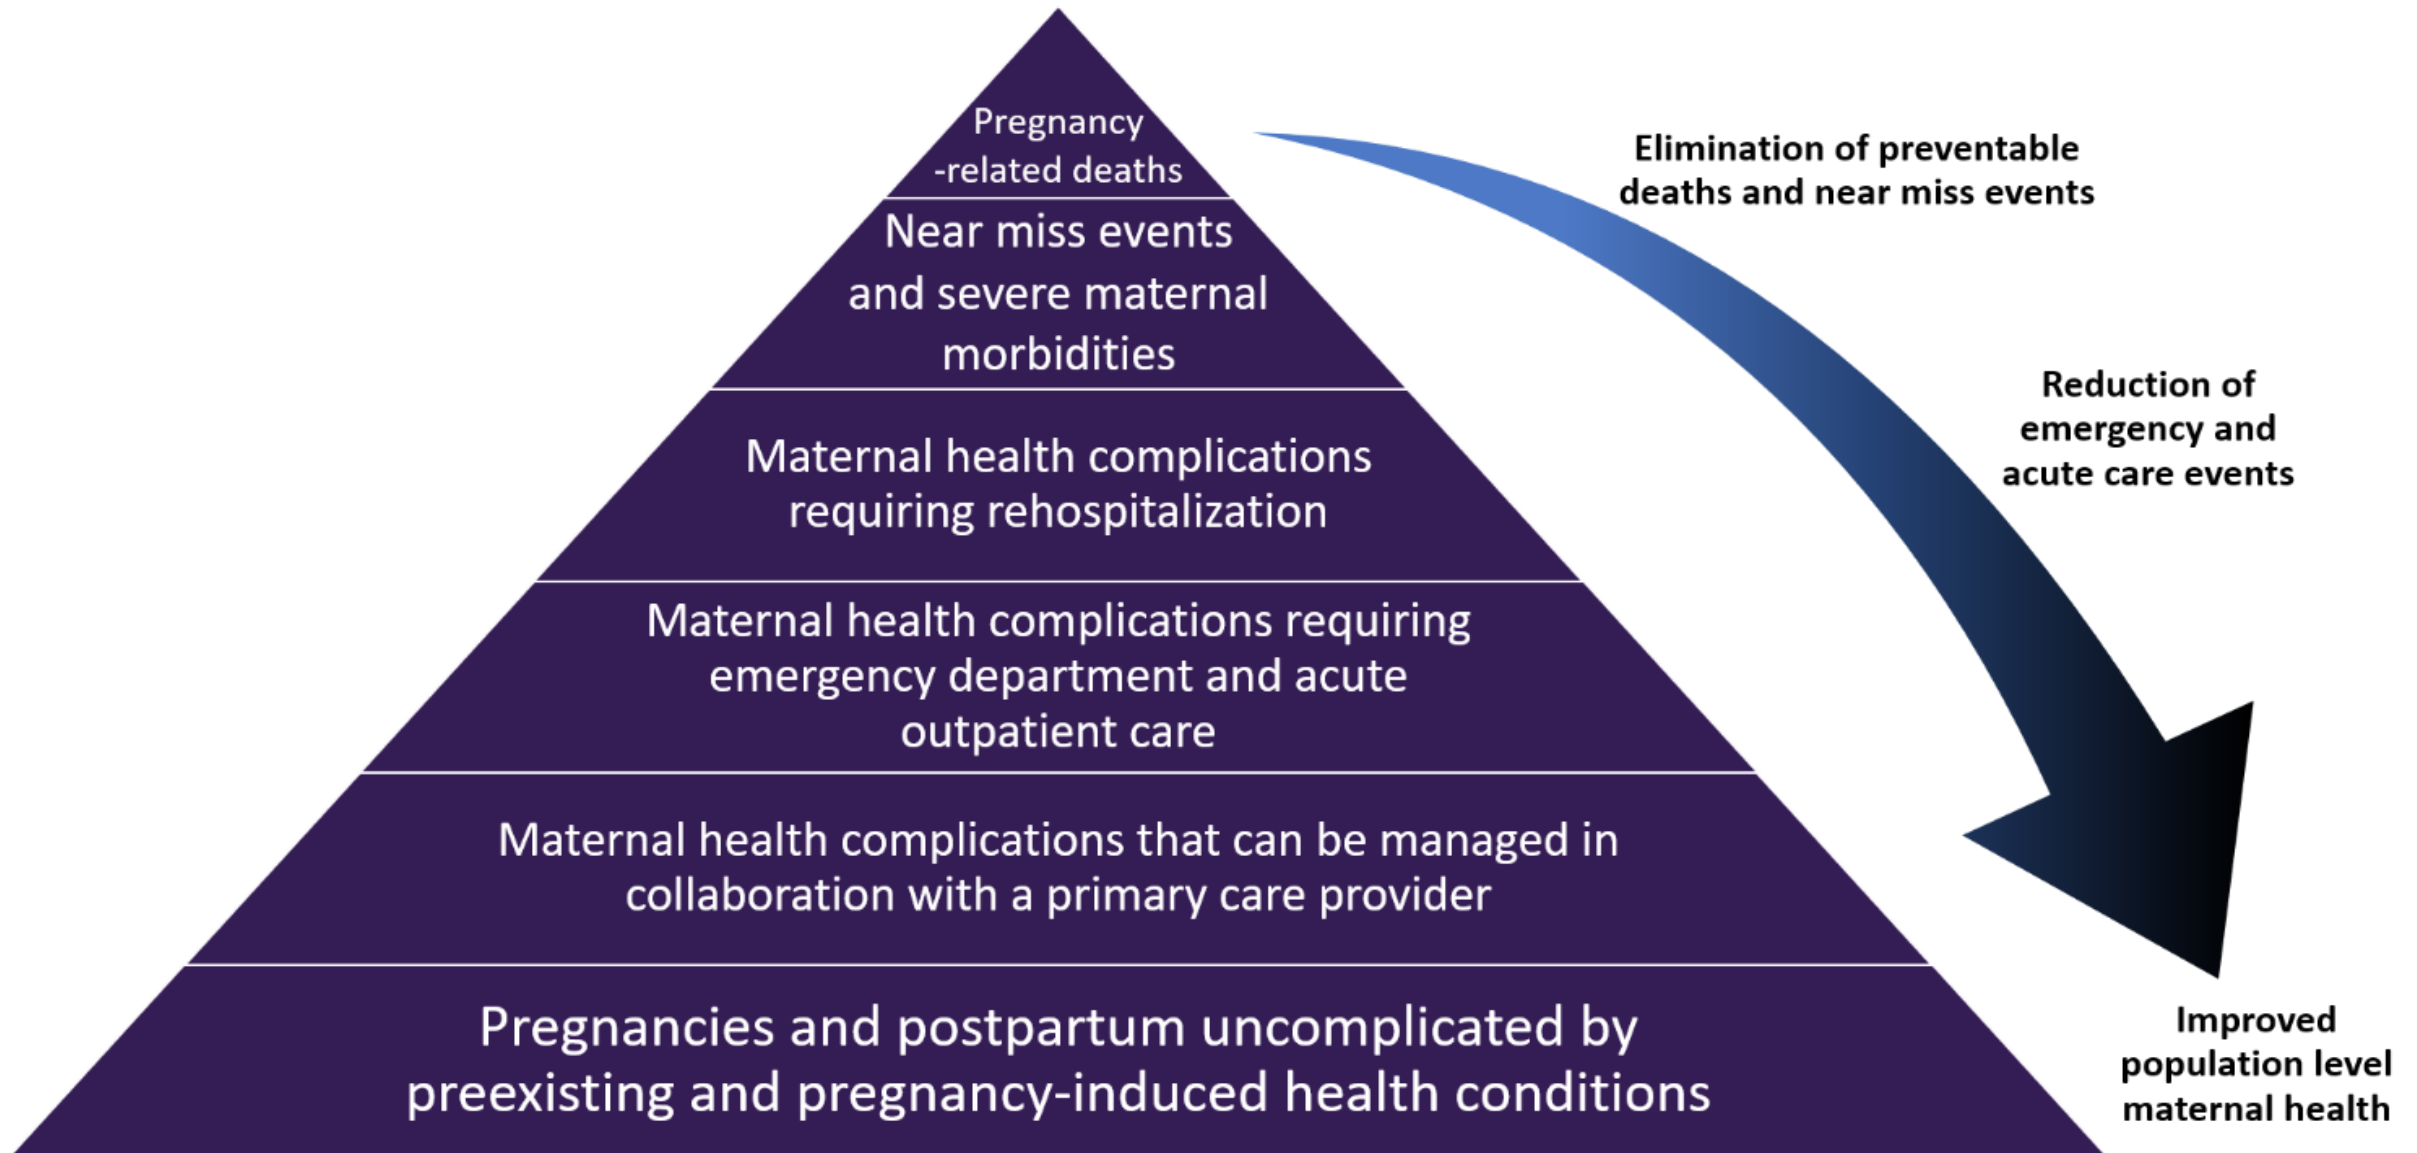 Pregnancy
-related deaths
Near miss events
and severe maternal
morbidities
Maternal health complications
requiring rehospitalization
Maternal health complications requiring
emergency department and acute
outpatient care
Maternal health complications that can be managed in
collaboration with a primary care provider
Pregnancies and postpartum uncomplicated by
preexisting and pregnancy-induced health conditions
Elimination of preventable
deaths and near miss events
Reduction of
emergency and
acute care events
Improved
population level
maternal health